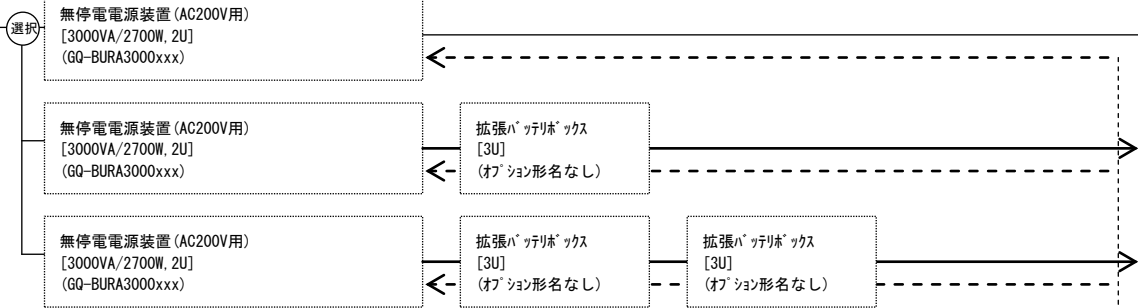 選択
無停電電源装置(AC200V用)
[3000VA/2700W,2U]
(GQ-BURA3000xxx)
無停電電源装置(AC200V用)
[3000VA/2700W,2U]
(GQ-BURA3000xxx)
拡張ﾊﾞｯﾃﾘﾎﾞｯｸｽ
[3U]
(ｵﾌﾟｼｮﾝ形名なし)
無停電電源装置(AC200V用)
[3000VA/2700W,2U]
(GQ-BURA3000xxx)
拡張ﾊﾞｯﾃﾘﾎﾞｯｸｽ
[3U]
(ｵﾌﾟｼｮﾝ形名なし)
拡張ﾊﾞｯﾃﾘﾎﾞｯｸｽ
[3U]
(ｵﾌﾟｼｮﾝ形名なし)